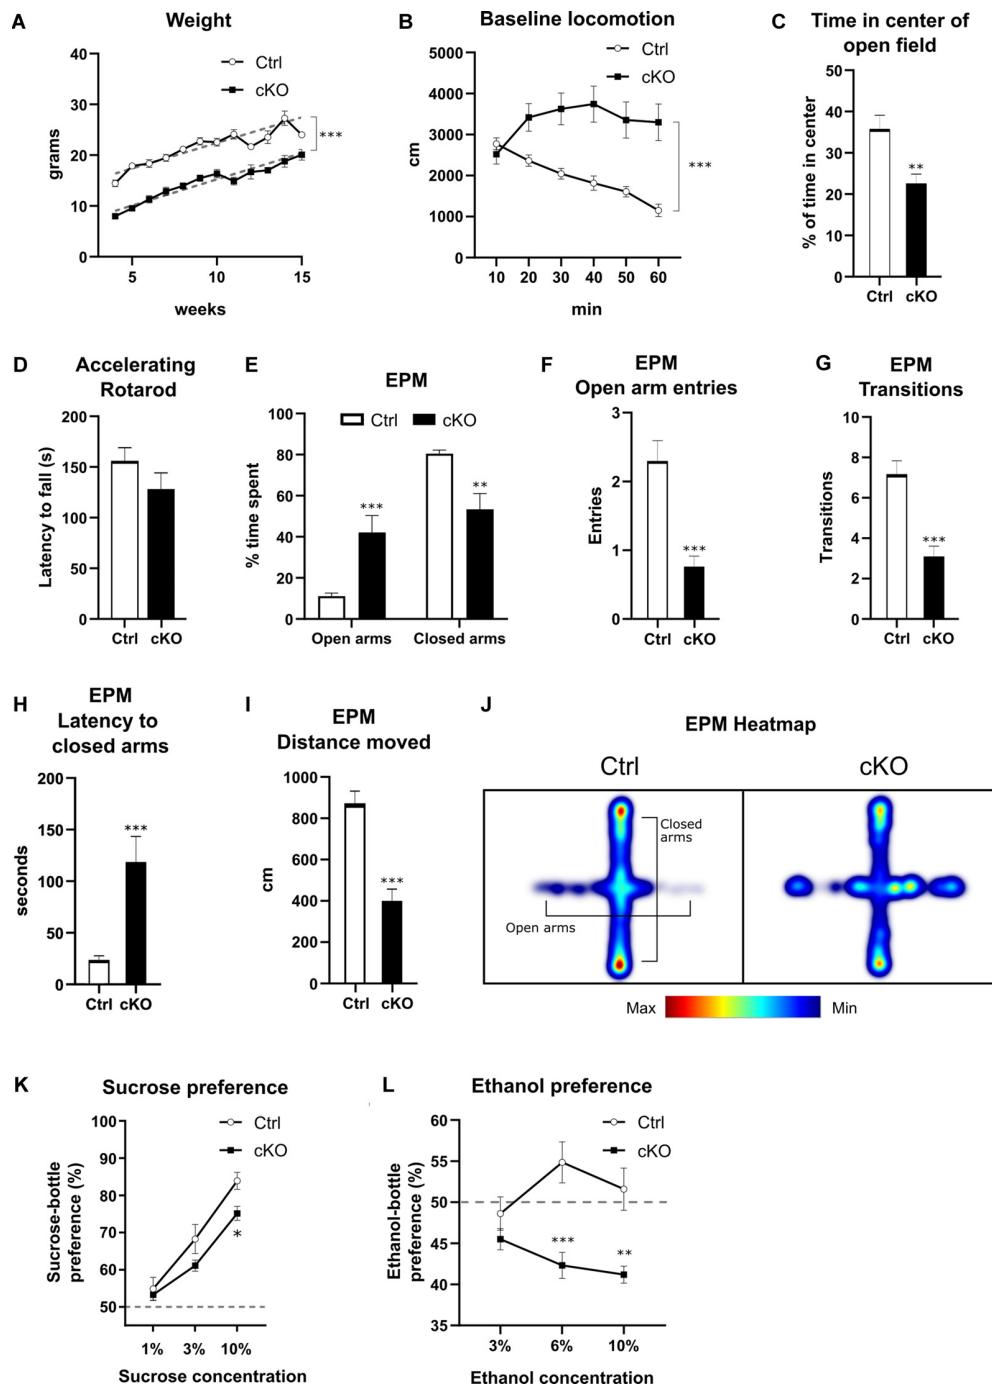 A
Weight
40
30
20
10
0
grams
5
10
15
weeks
Ctrl
cKO
***
B
Baseline locomotion
5000
4000
3000
2000
1000
0
cm
10 20 30 40 50 60
min
Ctrl
cKO
***
C
Time in center of
open field
50
40
30
20
10
0
% of time in center
**
Ctrl cKO
D
Accelerating
Rotarod
200
150
100
50
0
Latency to fall (s)
Ctrl cKO
E
EPM
Ctrl cKO
100
80
60
40
20
0
% time spent
***
**
Open arms Closed arms
F
EPM
Open arm entries
3
2
1
0
Entries
***
Ctrl cKO
G
EPM
Transitions
10
8
6
4
2
0
Transitions
***
Ctrl cKO
H
EPM
Latency to
closed arms
200
150
100
50
0
seconds
***
Ctrl cKO
I
EPM
Distance moved
1000
800
600
400
200
0
cm
***
Ctrl cKO
J
EPM Heatmap
Ctrl
cKO
Closed
arms
Open arms
Max
Min
K
Sucrose preference
100
90
80
70
60
50
Sucrose-bottle
preference (%)
Ctrl
cKO
*
1% 3% 10%
Sucrose concentration
L
Ethanol preference
60
55
50
45
40
35
Ethanol-bottle
preference (%)
Ctrl
cKO
***
**
3% 6% 10%
Ethanol concentration